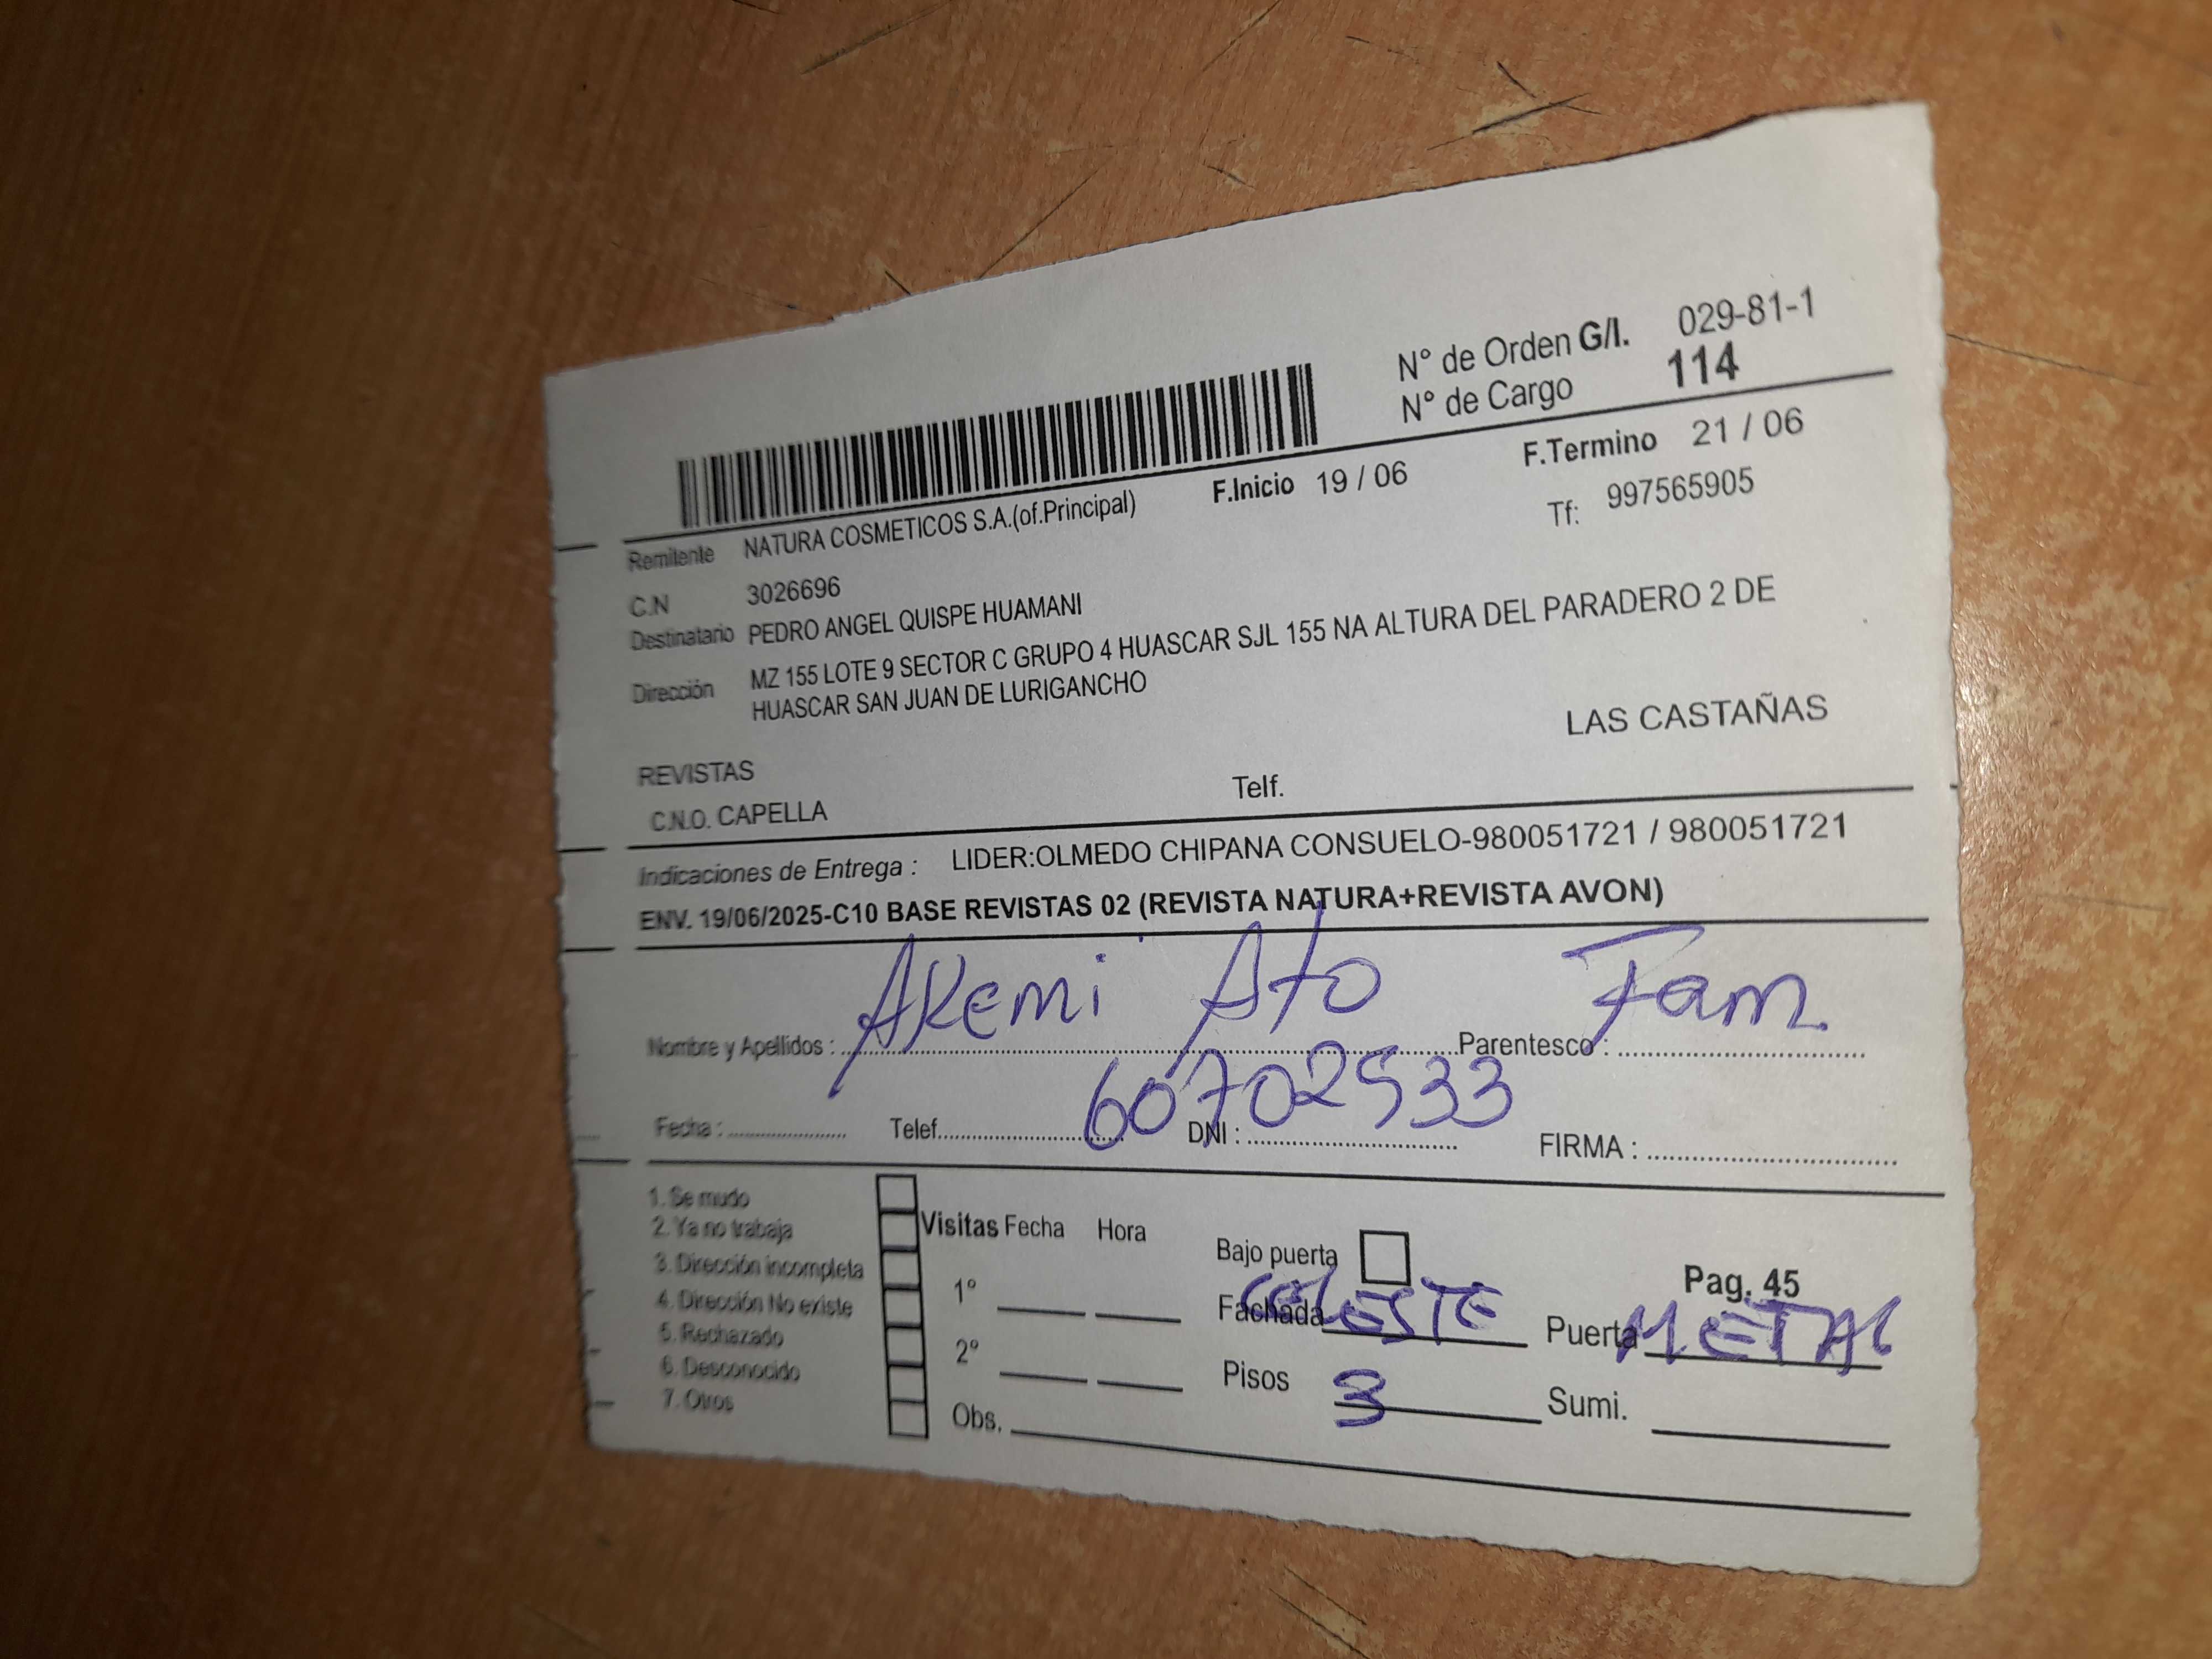 N° de Orden G/I. 029-81-1
N° de Cargo 114
F.Inicio 19 / 06 F.Termino 21 / 06
Remitente NATURA COSMETICOS S.A.(of.Principal) Tf: 997565905
C.N 3026696
Destinatario PEDRO ANGEL QUISPE HUAMANI
Dirección MZ 155 LOTE 9 SECTOR C GRUPO 4 HUASCAR SJL 155 NA ALTURA DEL PARADERO 2 DE
HUASCAR SAN JUAN DE LURIGANCHO
LAS CASTAÑAS
REVISTAS
C.N.O. CAPELLA Telf.
Indicaciones de Entrega : LIDER:OLMEDO CHIPANA CONSUELO-980051721 / 980051721
ENV. 19/06/2025-C10 BASE REVISTAS 02 (REVISTA NATURA+REVISTA AVON)
Nombre y Apellidos : AKemi Ato Parentesco : Fam.
Fecha : Telef. DNI : 60702533 FIRMA :
1. Se mudo
2. Ya no trabaja
3. Dirección incompleta
4. Dirección No existe
5. Rechazado
6. Desconocido
7. Otros
Visitas Fecha Hora
1°
2°
Obs.
Bajo puerta Pag. 45
Fachada CELESTE Puerta METAL
Pisos 3 Sumi.